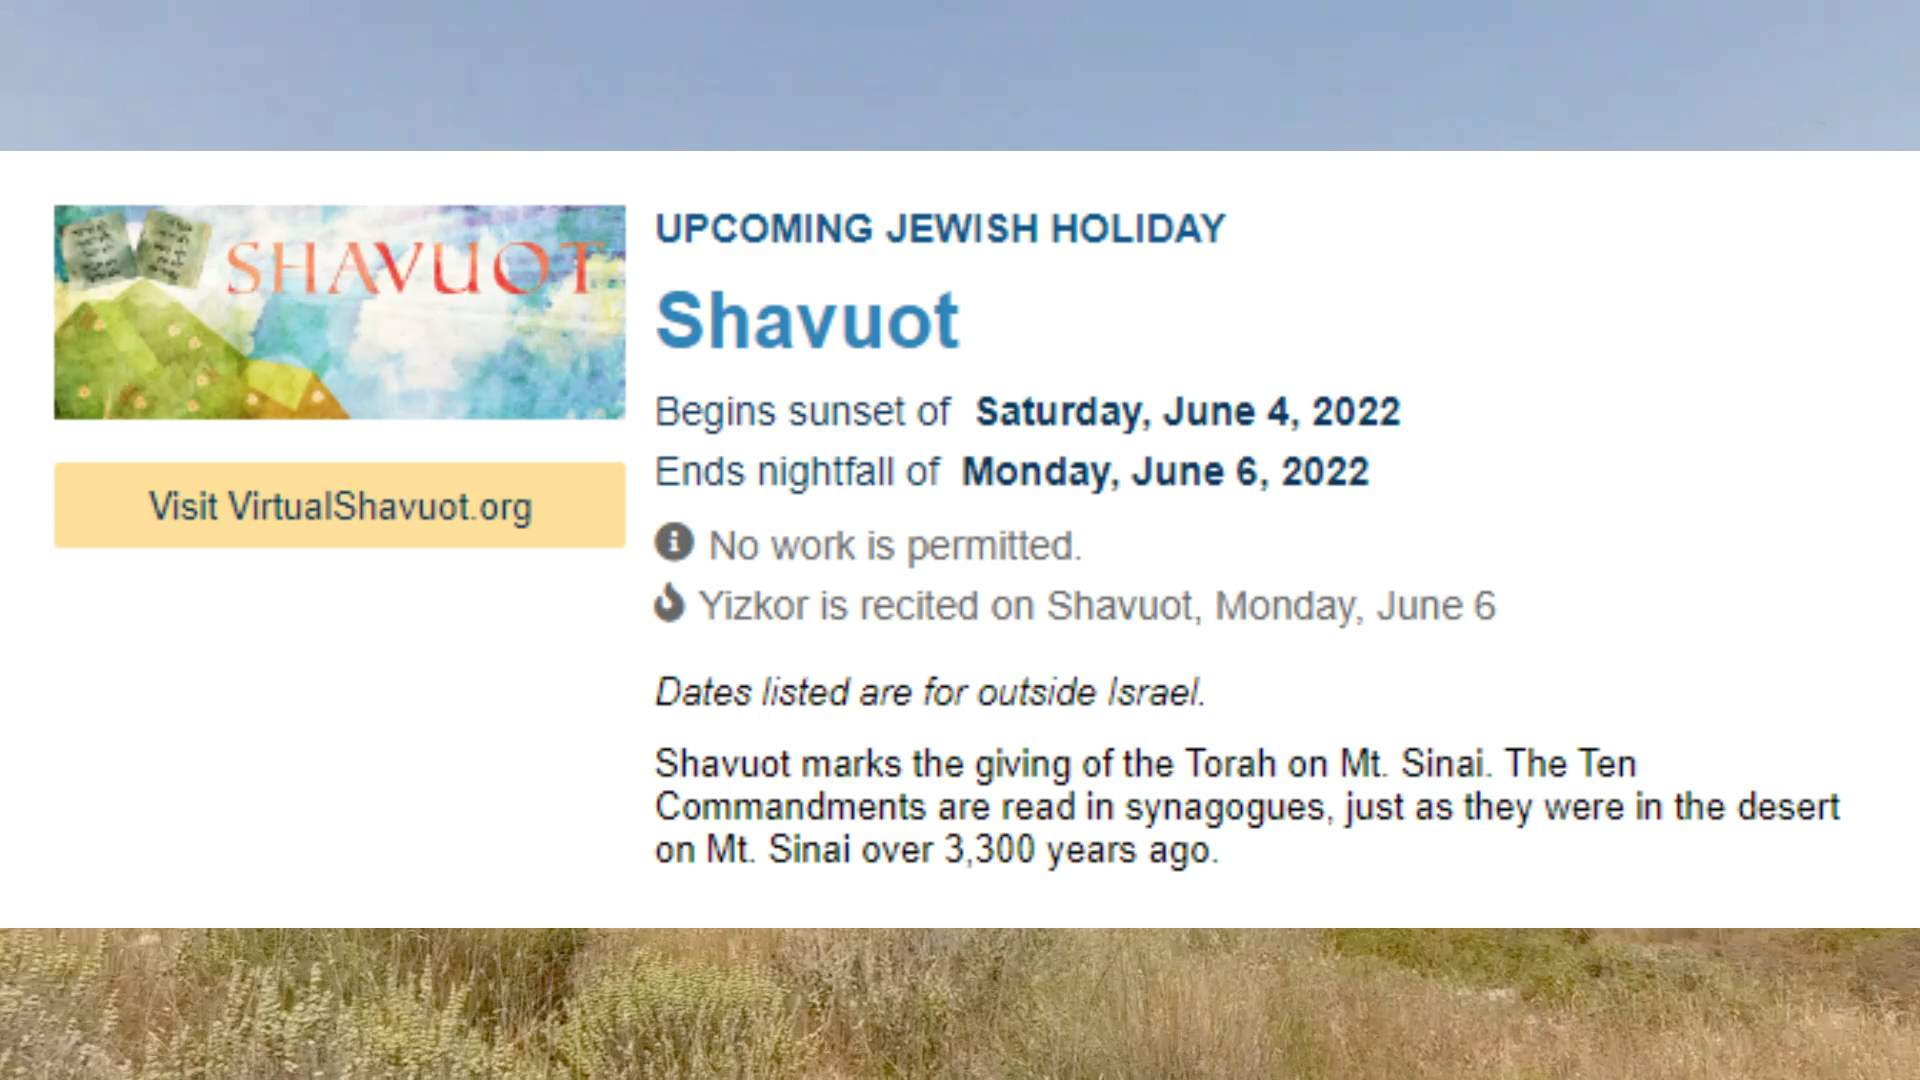 SHAVUOT
Visit VirtualShavuot.org
UPCOMING JEWISH HOLIDAY
Shavuot
Begins sunset of Saturday, June 4, 2022
Ends nightfall of Monday, June 6, 2022
No work is permitted.
Yizkor is recited on Shavuot, Monday, June 6
Dates listed are for outside Israel.
Shavuot marks the giving of the Torah on Mt. Sinai. The Ten
Commandments are read in synagogues, just as they were in the desert
on Mt. Sinai over 3,300 years ago.